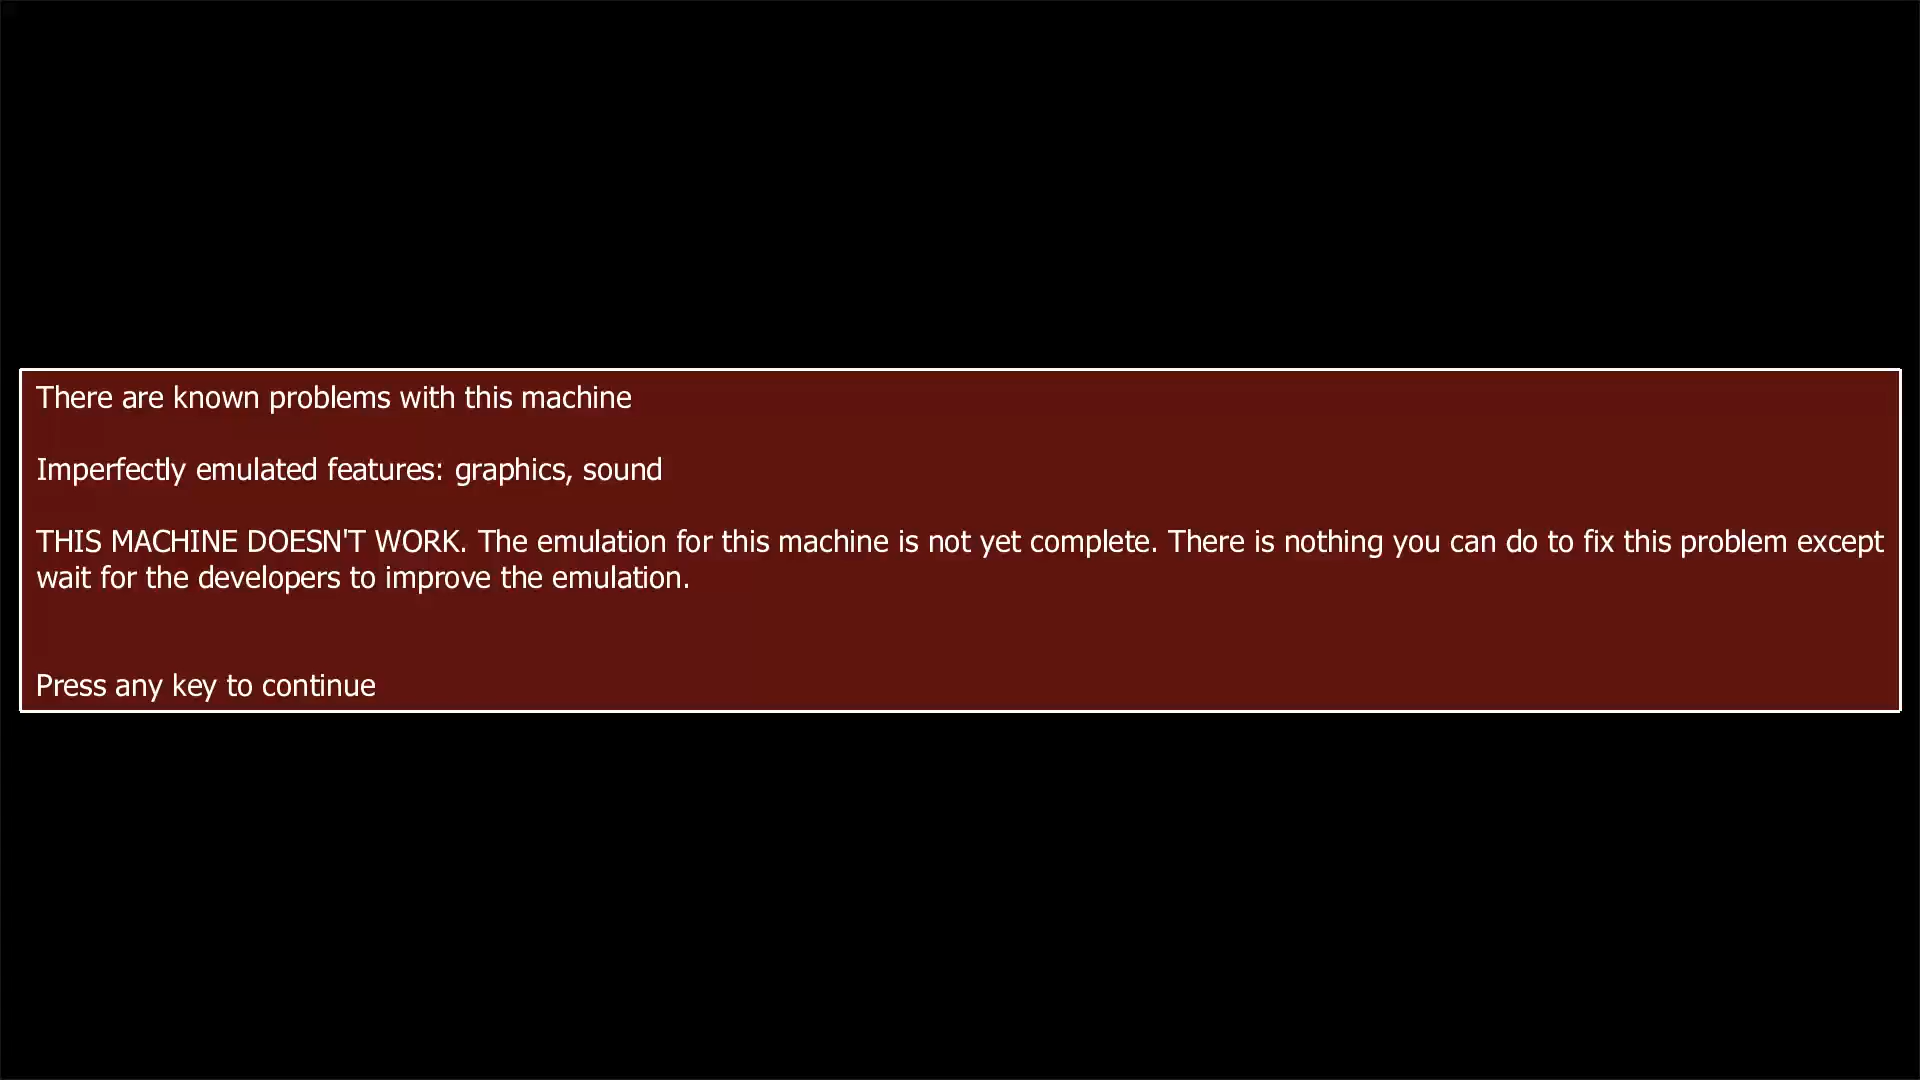 There are known problems with this machine
Imperfectly emulated features: graphics, sound
THIS MACHINE DOESN'T WORK. The emulation for this machine is not yet complete. There is nothing you can do to fix this problem except
wait for the developers to improve the emulation.
Press any key to continue